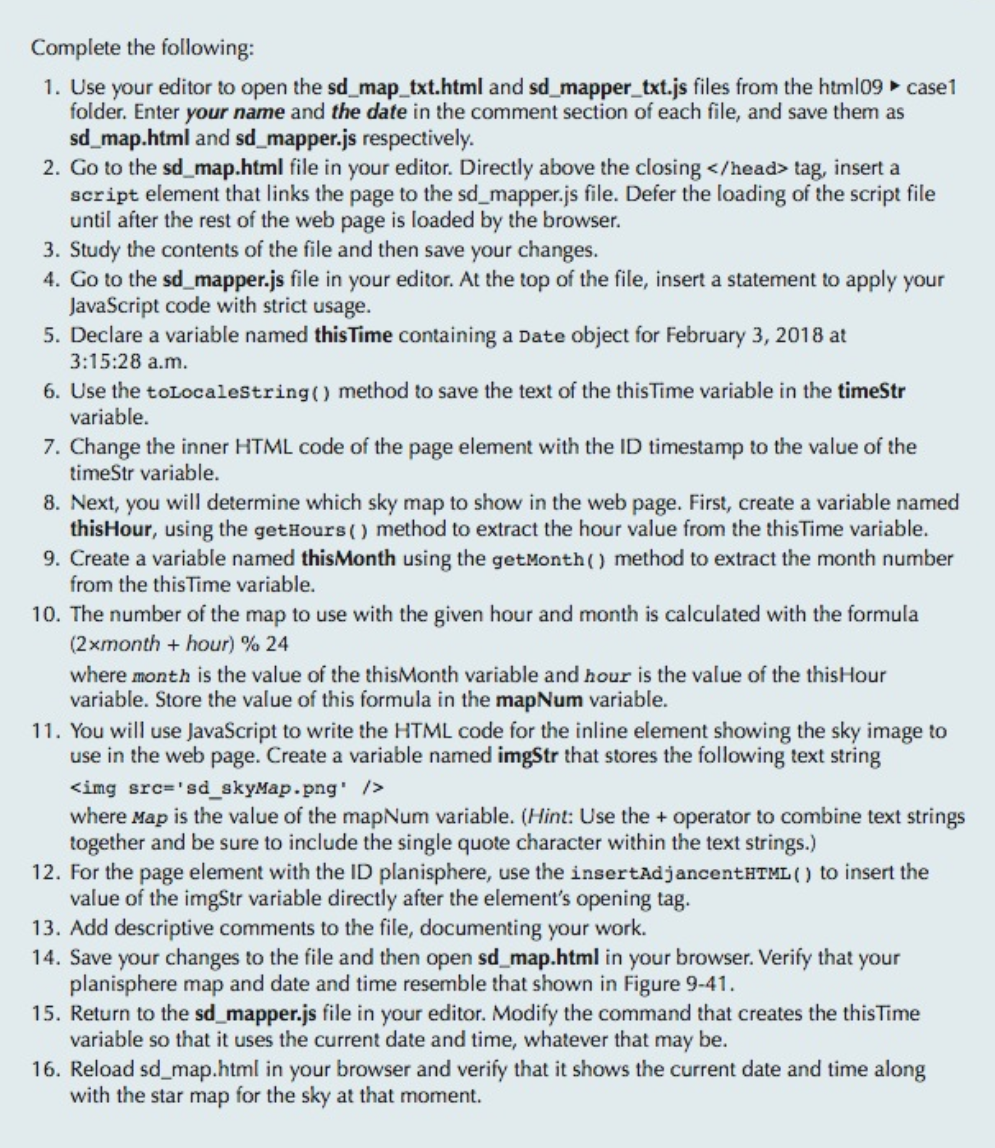 Complete the following:
1. Use your editor to open the sd_map_txt.html and sd_mapper_txt.js files from the html09 ▶ case1
folder. Enter your name and the date in the comment section of each file, and save them as
sd_map.html and sd_mapper.js respectively.
2. Go to the sd_map.html file in your editor. Directly above the closing </head> tag, insert a
script element that links the page to the sd_mapper.js file. Defer the loading of the script file
until after the rest of the web page is loaded by the browser.
3. Study the contents of the file and then save your changes.
4. Go to the sd_mapper.js file in your editor. At the top of the file, insert a statement to apply your
JavaScript code with strict usage.
5. Declare a variable named thisTime containing a Date object for February 3, 2018 at
3:15:28 a.m.
6. Use the toLocaleString() method to save the text of the thisTime variable in the timeStr
variable.
7. Change the inner HTML code of the page element with the ID timestamp to the value of the
timeStr variable.
8. Next, you will determine which sky map to show in the web page. First, create a variable named
thisHour, using the getHours() method to extract the hour value from the thisTime variable.
9. Create a variable named thisMonth using the getMonth() method to extract the month number
from the thisTime variable.
10. The number of the map to use with the given hour and month is calculated with the formula
(2×month + hour) % 24
where month is the value of the thisMonth variable and hour is the value of the thisHour
variable. Store the value of this formula in the mapNum variable.
11. You will use JavaScript to write the HTML code for the inline element showing the sky image to
use in the web page. Create a variable named imgStr that stores the following text string
<img src='sd_skyMap.png' />
where Map is the value of the mapNum variable. (Hint: Use the + operator to combine text strings
together and be sure to include the single quote character within the text strings.)
12. For the page element with the ID planisphere, use the insertAdjancentHTML() to insert the
value of the imgStr variable directly after the element's opening tag.
13. Add descriptive comments to the file, documenting your work.
14. Save your changes to the file and then open sd_map.html in your browser. Verify that your
planisphere map and date and time resemble that shown in Figure 9-41.
15. Return to the sd_mapper.js file in your editor. Modify the command that creates the thisTime
variable so that it uses the current date and time, whatever that may be.
16. Reload sd_map.html in your browser and verify that it shows the current date and time along
with the star map for the sky at that moment.